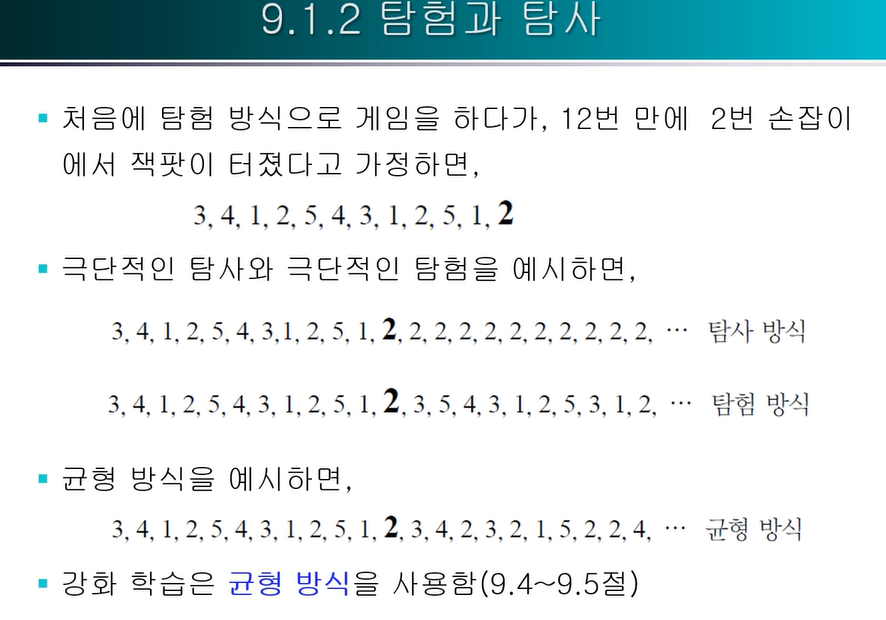 9.1.2 탐험과 탐사
▪ 처음에 탐험 방식으로 게임을 하다가, 12번 만에 2번 손잡이
에서 잭팟이 터졌다고 가정하면,
3, 4, 1, 2, 5, 4, 3, 1, 2, 5, 1, 2
▪ 극단적인 탐사와 극단적인 탐험을 예시하면,
3, 4, 1, 2, 5, 4, 3,1, 2, 5, 1, 2, 2, 2, 2, 2, 2, 2, 2, 2, 2, 2, ⋯ 탐사 방식
3, 4, 1, 2, 5, 4, 3, 1, 2, 5, 1, 2, 3, 5, 4, 3, 1, 2, 5, 3, 1, 2, ⋯ 탐험 방식
▪ 균형 방식을 예시하면,
3, 4, 1, 2, 5, 4, 3, 1, 2, 5, 1, 2, 3, 4, 2, 3, 2, 1, 5, 2, 2, 4, ⋯ 균형 방식
▪ 강화 학습은 균형 방식을 사용함(9.4~9.5절)